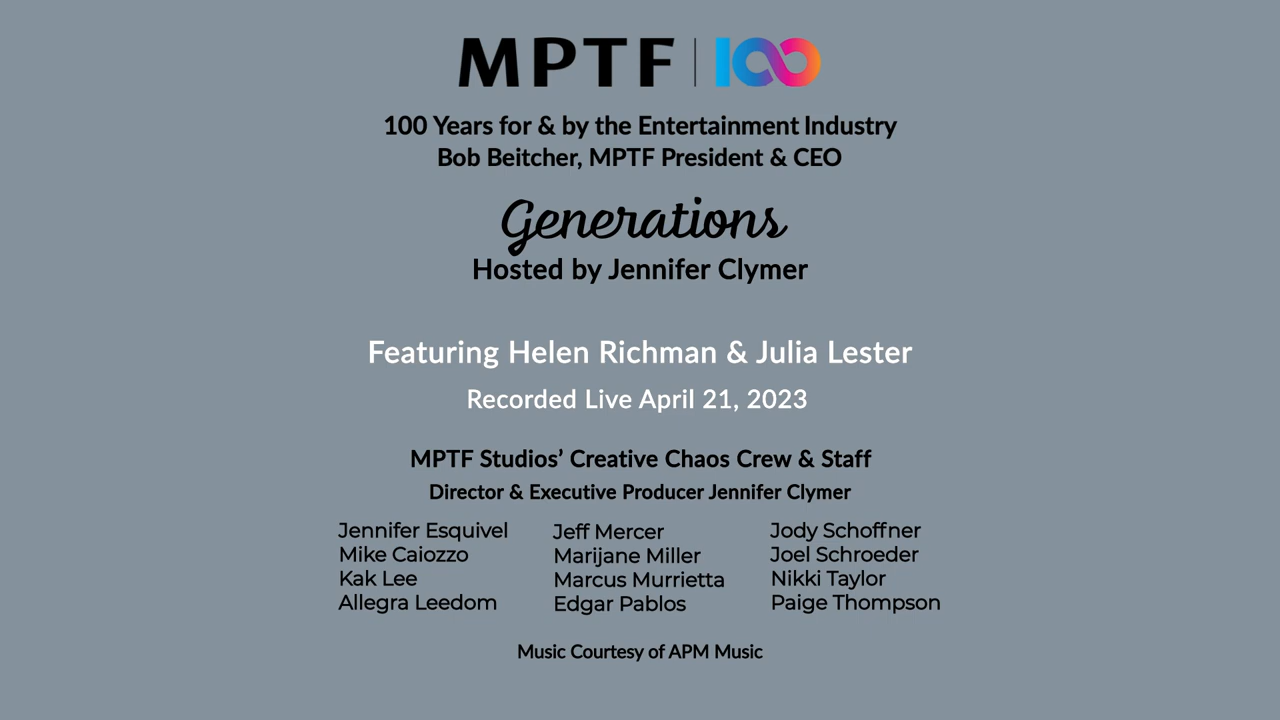 MPTF | 100
100 Years for & by the Entertainment Industry
Bob Beitcher, MPTF President & CEO
Generations
Hosted by Jennifer Clymer
Featuring Helen Richman & Julia Lester
Recorded Live April 21, 2023
MPTF Studios’ Creative Chaos Crew & Staff
Director & Executive Producer Jennifer Clymer
Jennifer Esquivel
Mike Caiozzo
Kak Lee
Allegra Leedom
Jeff Mercer
Marijane Miller
Marcus Murrietta
Edgar Pablos
Jody Schoffner
Joel Schroeder
Nikki Taylor
Paige Thompson
Music Courtesy of APM Music